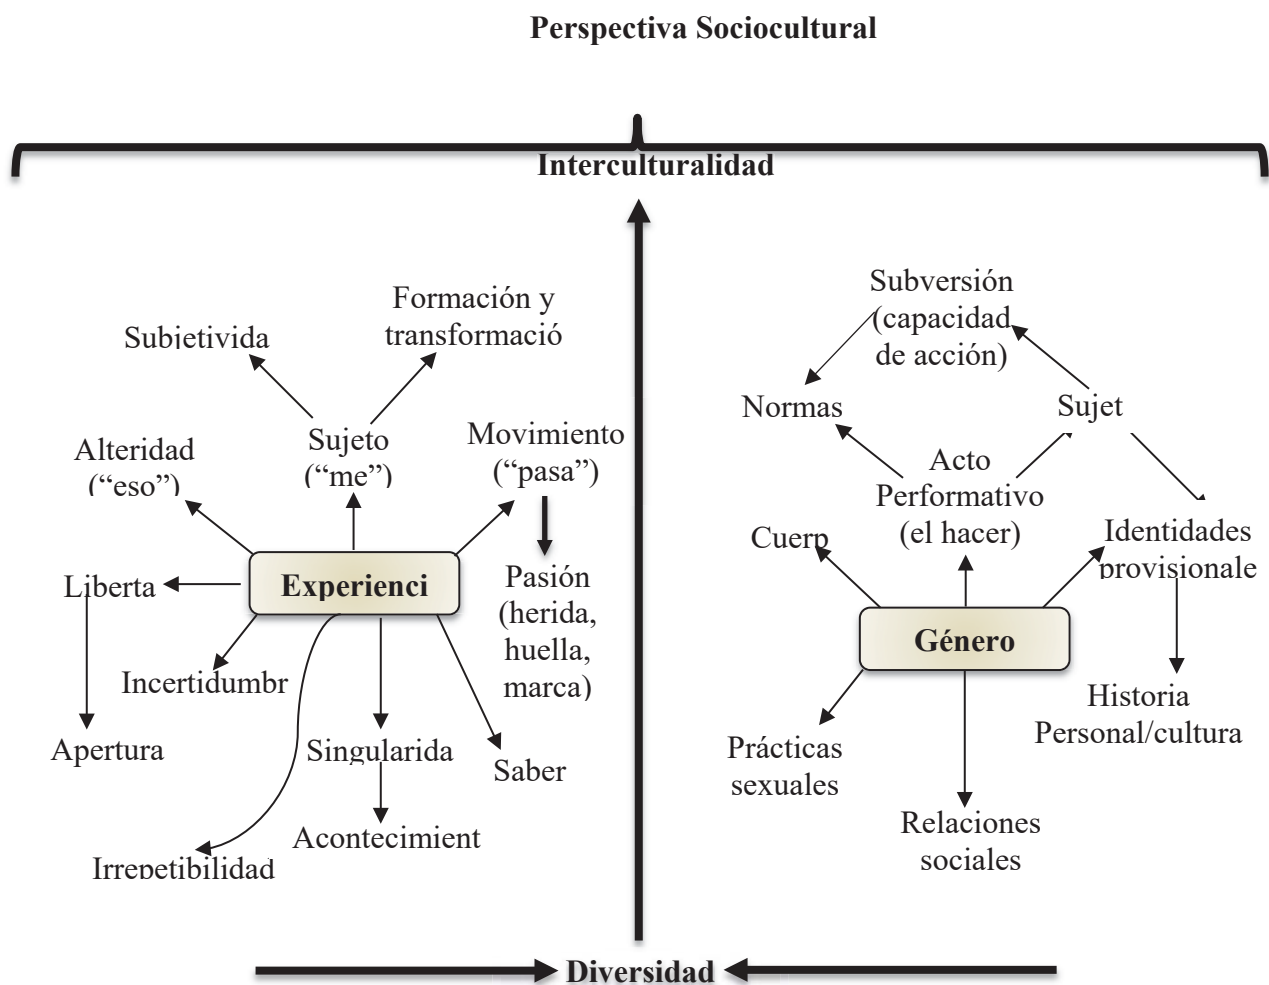 Perspectiva Sociocultural
Interculturalidad
Subjetivida
Formación y
transformació
Alteridad
(“eso”)
Sujeto
(“me”)
Movimiento
(“pasa”)
Experienci
Liberta
Pasión
(herida,
huella,
marca)
Incertidumbr
Apertura
Singularida
Saber
Acontecimient
Irrepetibilidad
Subversión
(capacidad
de acción)
Normas
Sujet
Acto
Performativo
(el hacer)
Cuerp
Identidades
provisionale
Género
Historia
Personal/cultura
Prácticas
sexuales
Relaciones
sociales
Diversidad